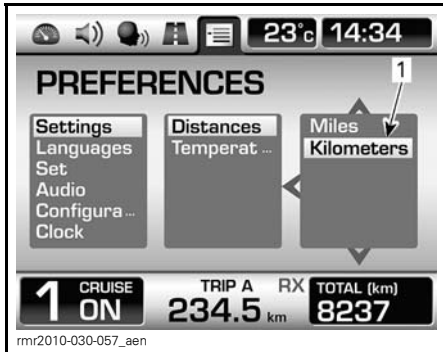 23°c 14:34
1
PREFERENCES
Settings
Languages
Set
Audio
Configura...
Clock
Distances
Temperat...
Miles
Kilometers
1 CRUISE ON
TRIP A
234.5 km
RX
TOTAL (km)
8237
rmr2010-030-057_aen